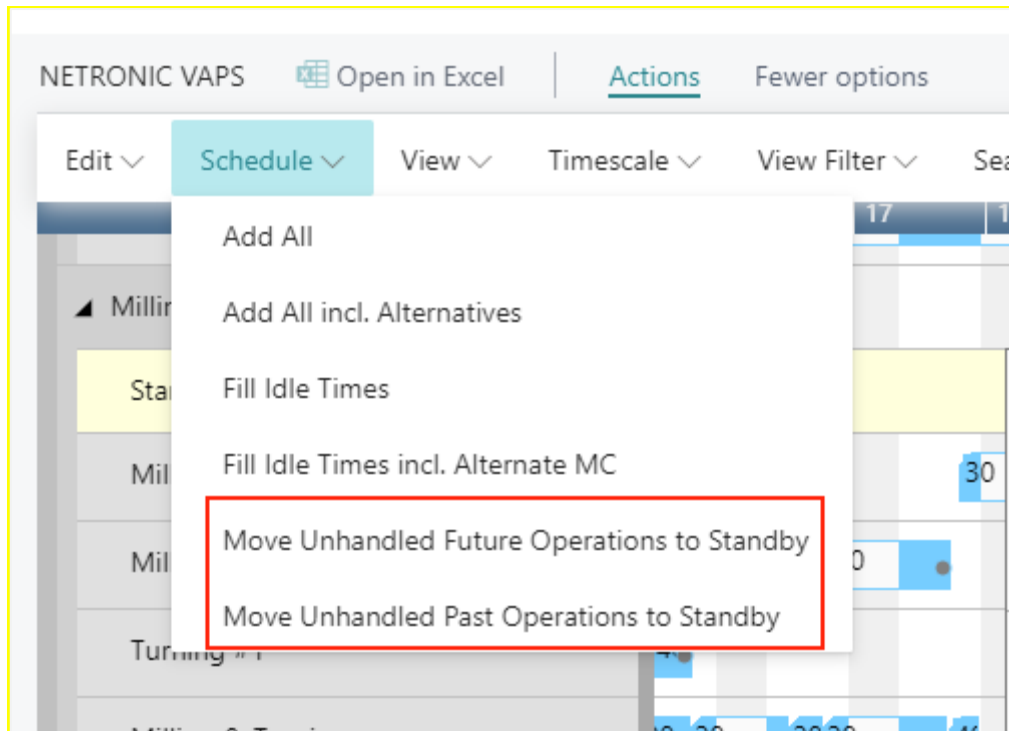 NETRONIC VAPS Open in Excel Actions Fewer options
Edit Schedule View Timescale View Filter
17
Add All
Add All incl. Alternatives
Fill Idle Times
Fill Idle Times incl. Alternate MC
30
Move Unhandled Future Operations to Standby
Move Unhandled Past Operations to Standby